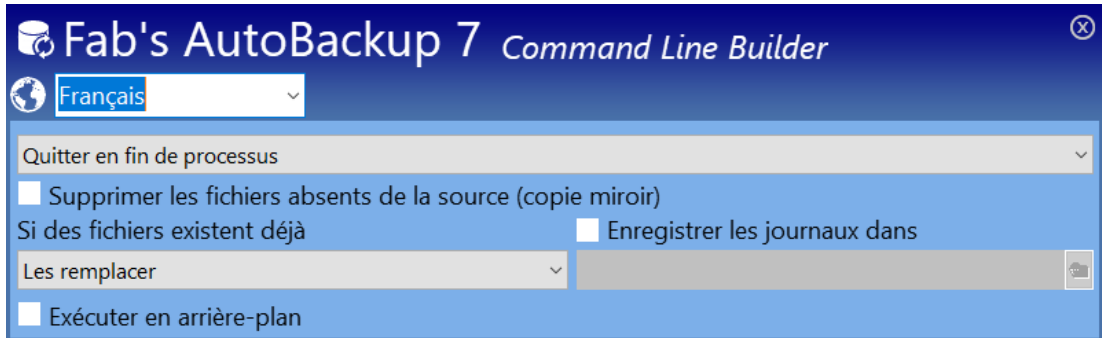 Fab's AutoBackup 7 Command Line Builder
Français
Quitter en fin de processus
Supprimer les fichiers absents de la source (copie miroir)
Si des fichiers existent déjà
Enregistrer les journaux dans
Les remplacer
Exécuter en arrière-plan